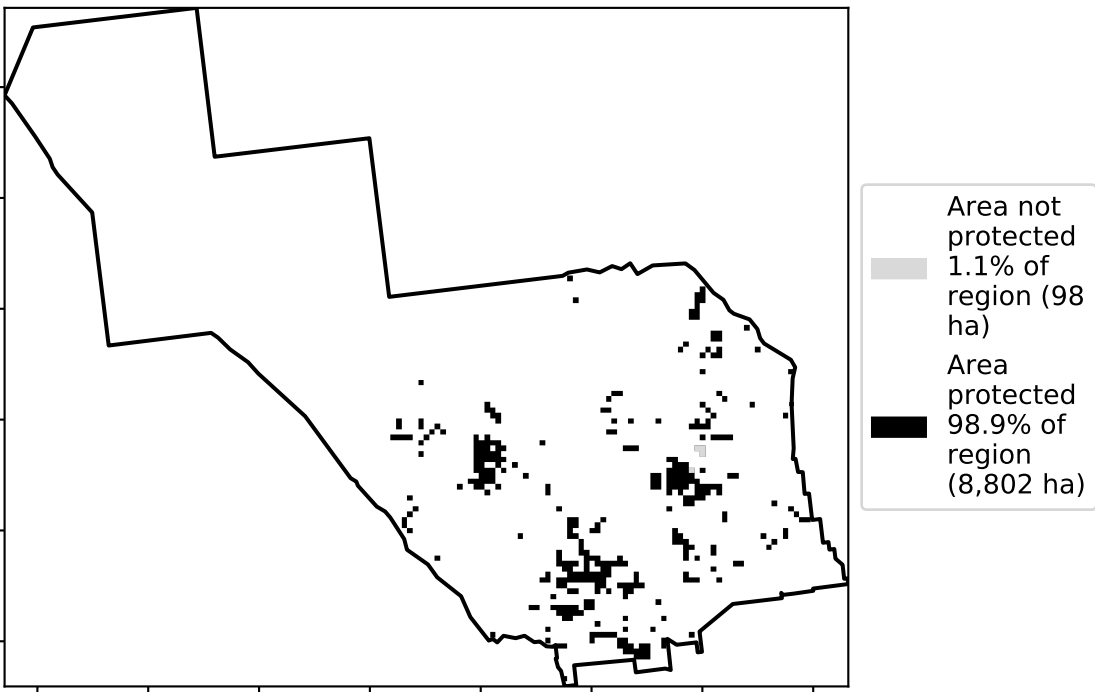 Area not
protected
1.1% of
region (98
ha)
Area
protected
98.9% of
region
(8,802 ha)